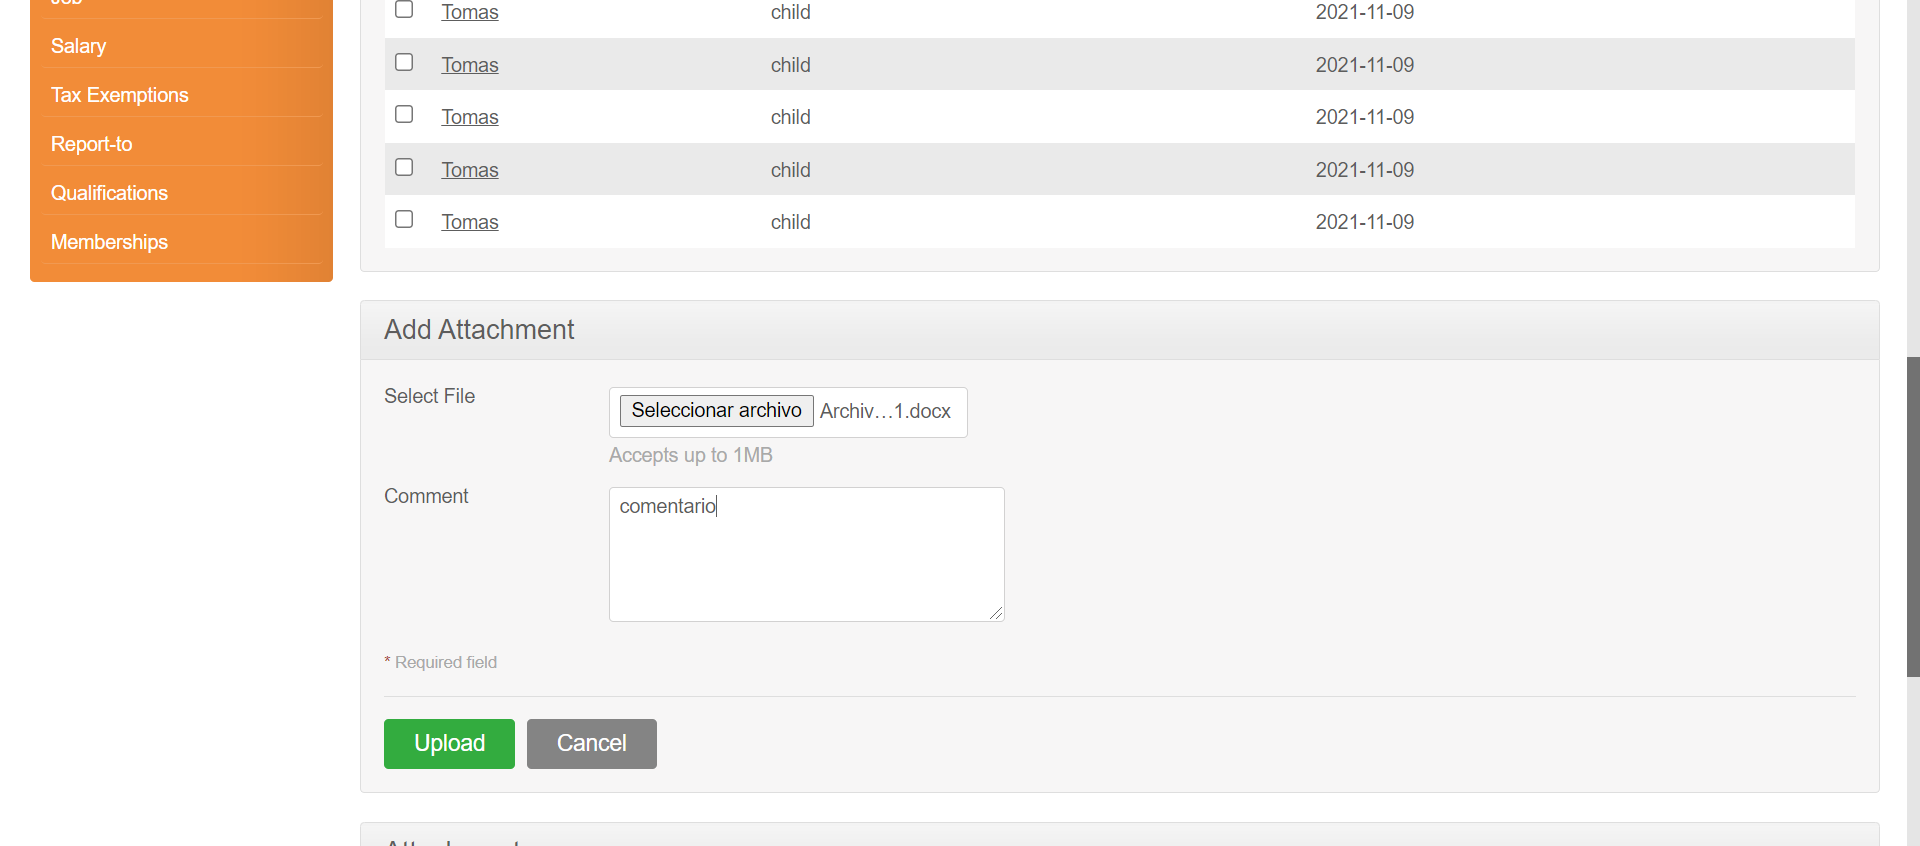 Job
Salary
Tax Exemptions
Report-to
Qualifications
Memberships
Tomas child 2021-11-09
Tomas child 2021-11-09
Tomas child 2021-11-09
Tomas child 2021-11-09
Tomas child 2021-11-09
Add Attachment
Select File
Seleccionar archivo Archiv...1.docx
Accepts up to 1MB
Comment
comentario
* Required field
Upload Cancel